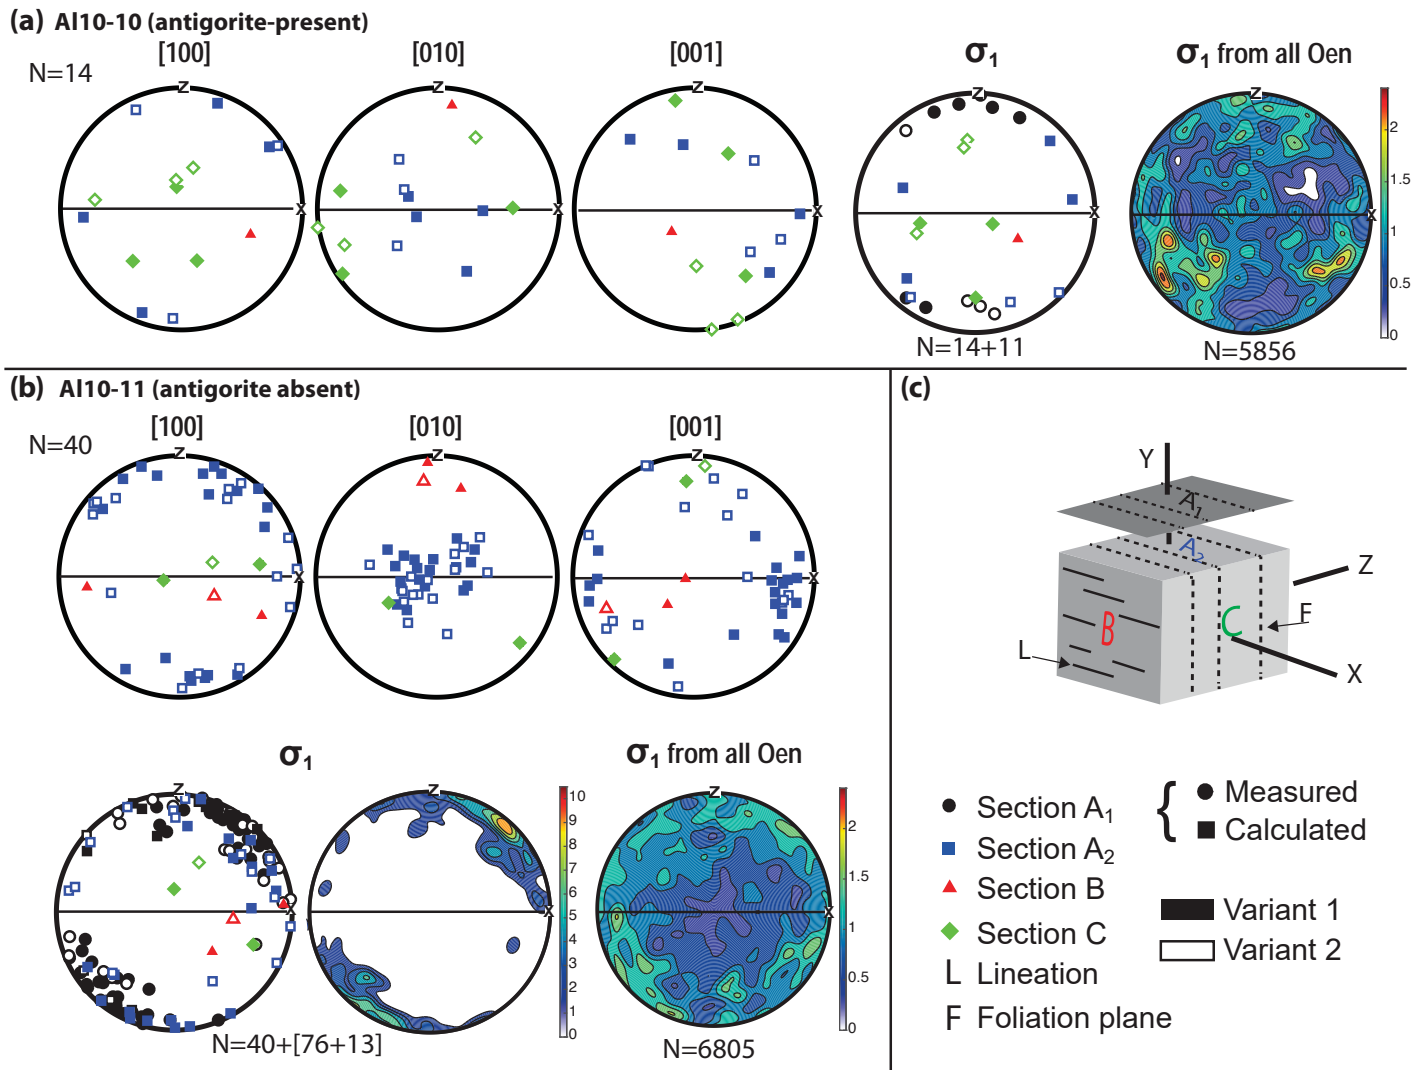 (a) Al10-10 (antigorite-present)
[100] [010] [001] σ1 σ1 from all Oen
N=14
Z Z Z Z Z
X X X X X
2
1.5
1
0.5
0
N=14+11 N=5856
(b) Al10-11 (antigorite absent)
[100] [010] [001]
N=40
Z Z Z
X X
σ1 σ1 from all Oen
Z Z Z
X X X
10
9
8
7
6
5
4
3
2
1
0
2
1.5
1
0.5
0
N=40+[76+13] N=6805
(c)
Y
A1
A2
Z
B
C
F
L
X
Section A1
Section A2
Section B
Section C
L Lineation
F Foliation plane
{ Measured
Calculated
Variant 1
Variant 2